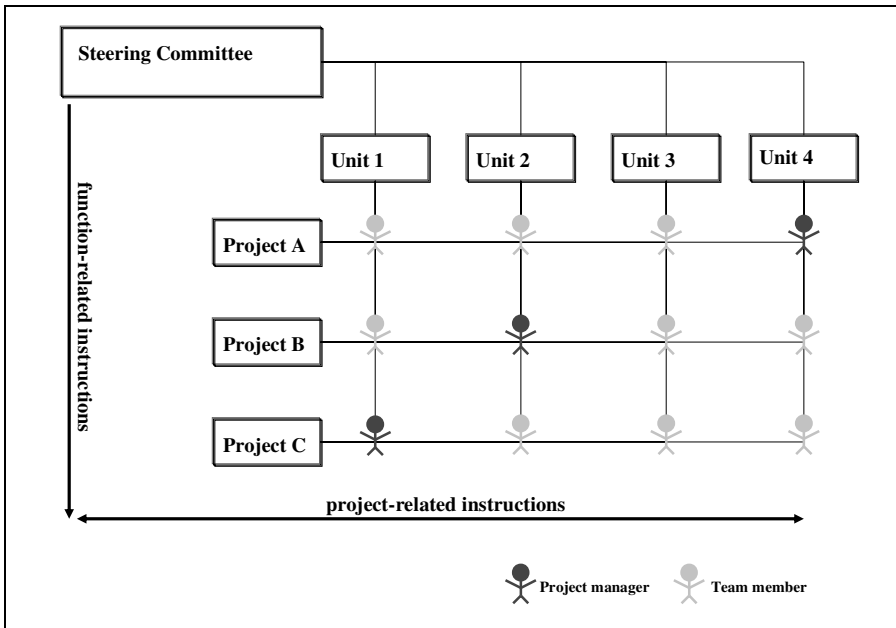 Steering Committee
Unit 1
Unit 2
Unit 3
Unit 4
function-related instructions
Project A
Project B
Project C
project-related instructions
Project manager
Team member